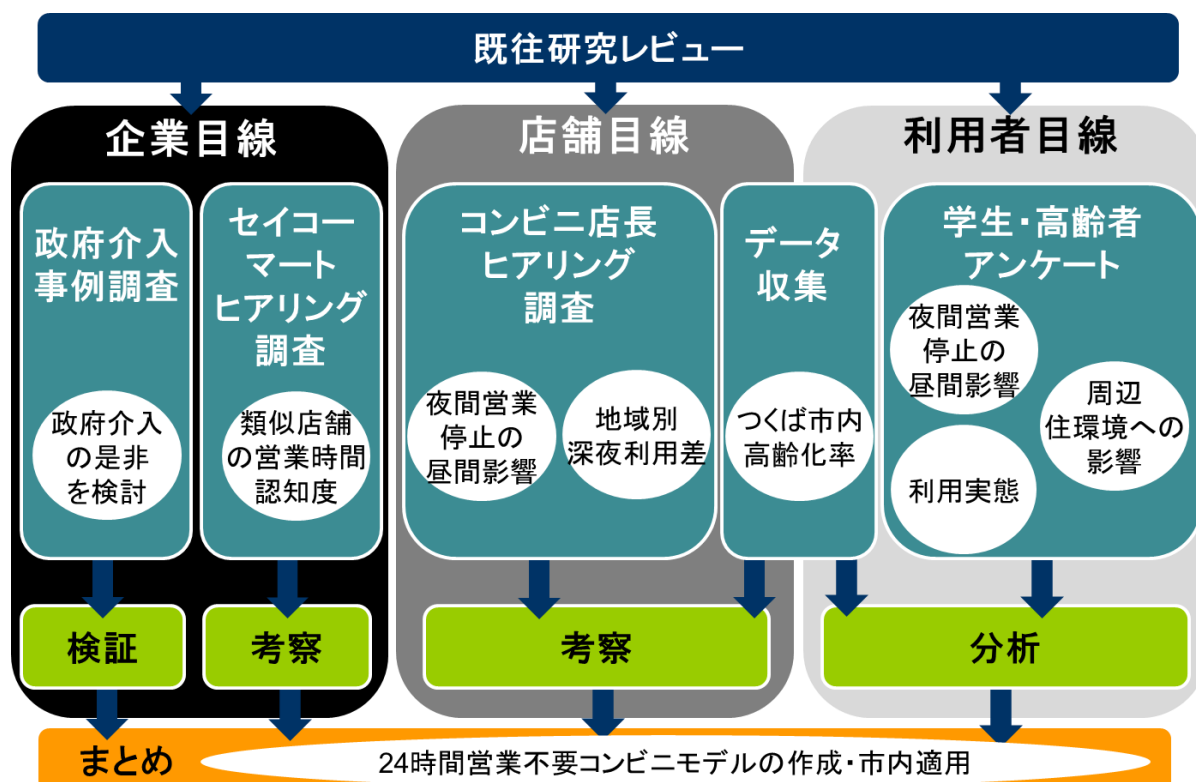 既往研究レビュー
企業目線
政府介入
事例調査
政府介入
の是非
を検討
セイコー
マート
ヒアリング
調査
類似店舗
の営業時間
認知度
検証
考察
店舗目線
コンビニ店長
ヒアリング
調査
夜間営業
停止の
昼間影響
地域別
深夜利用差
データ
収集
つくば市内
高齢化率
考察
利用者目線
学生・高齢者
アンケート
夜間営業
停止の
昼間影響
周辺
住環境への
影響
利用実態
分析
まとめ
24時間営業不要コンビニモデルの作成・市内適用